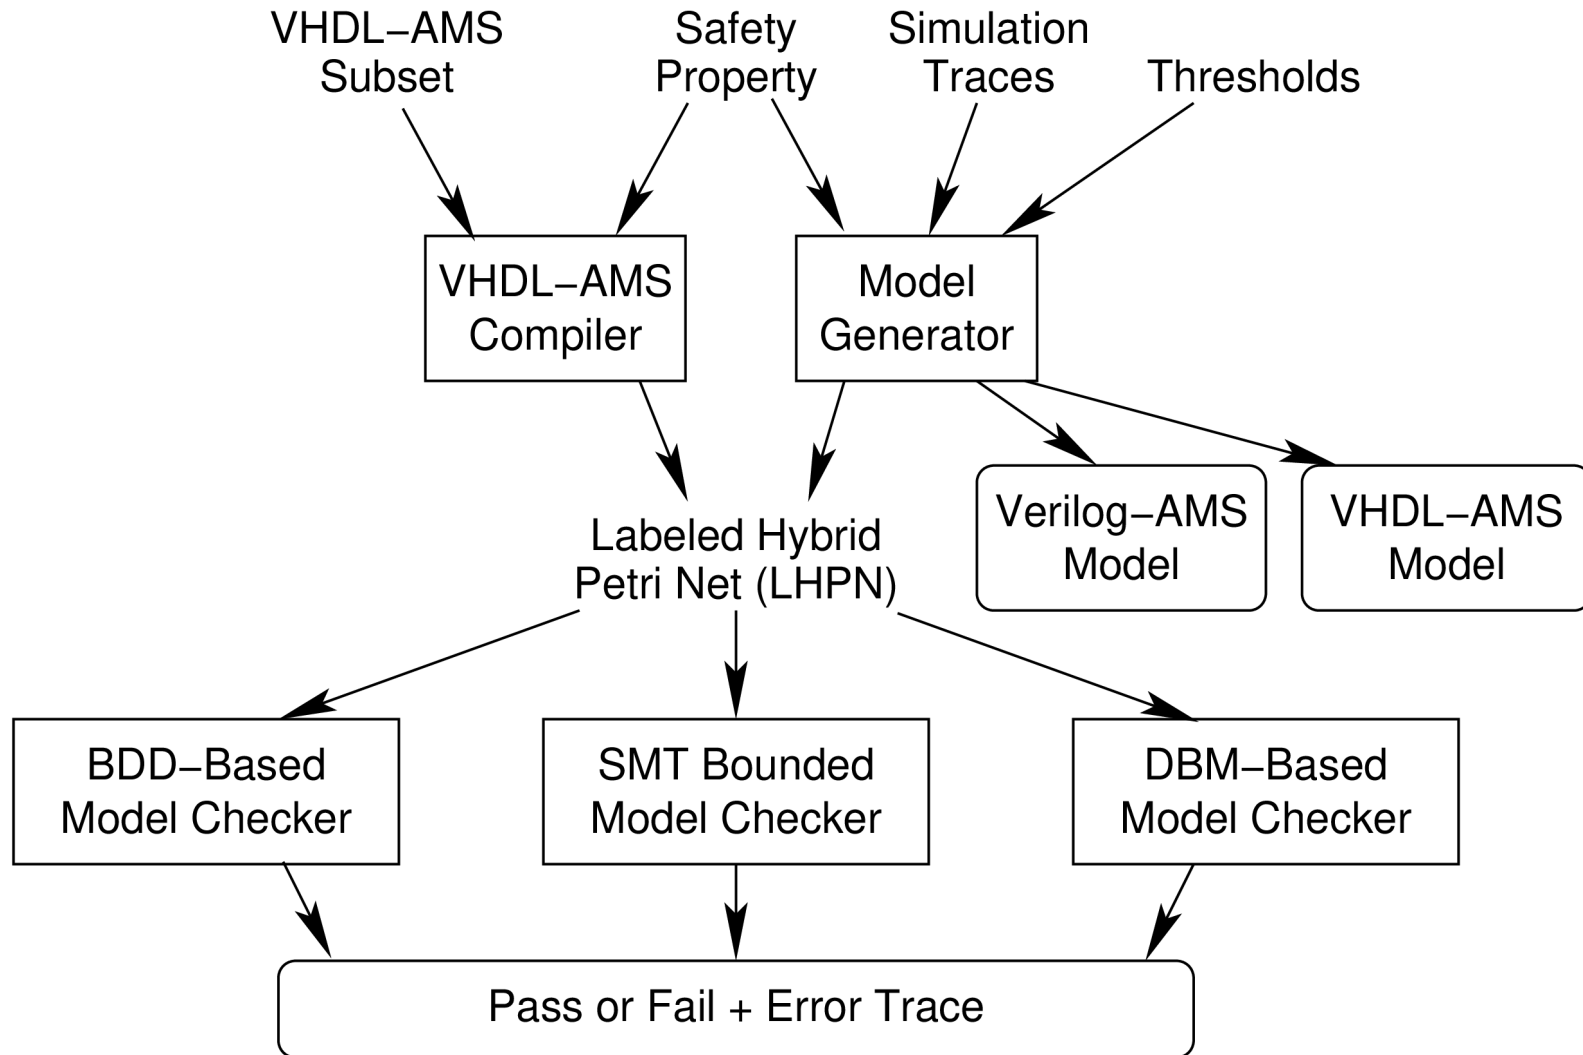 VHDL–AMS
Subset
Safety
Property
Simulation
Traces
Thresholds
VHDL–AMS
Compiler
Model
Generator
Labeled Hybrid
Petri Net (LHPN)
Verilog–AMS
Model
VHDL–AMS
Model
BDD–Based
Model Checker
SMT Bounded
Model Checker
DBM–Based
Model Checker
Pass or Fail + Error Trace